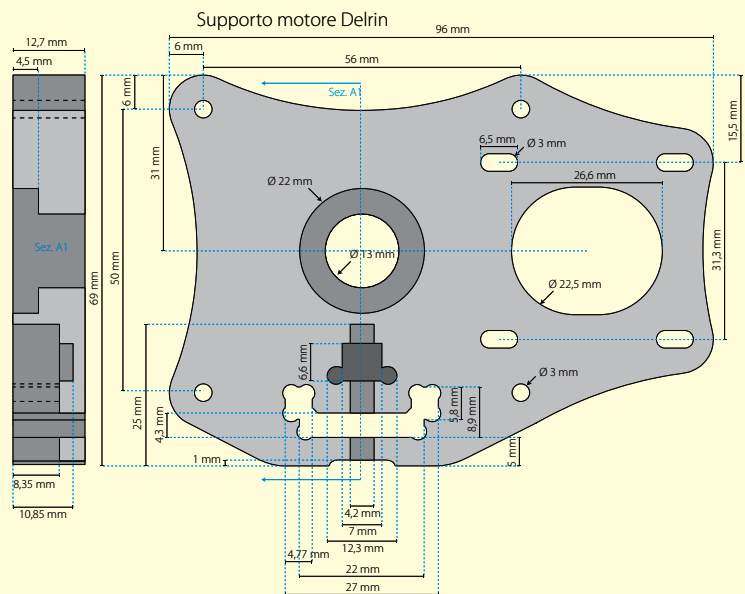 Supporto motore Delrin
96 mm
12,7 mm
4,5 mm
6 mm
56 mm
6 mm
Sez. A1
15,5 mm
6,5 mm
Ø 3 mm
26,6 mm
31 mm
Ø 22 mm
Sez. A1
Ø 13 mm
31,3 mm
50 mm
69 mm
Ø 22,5 mm
6,6 mm
Ø 3 mm
25 mm
4,3 mm
5,8 mm
8,9 mm
5 mm
1 mm
8,35 mm
10,85 mm
4,2 mm
7 mm
12,3 mm
4,77 mm
22 mm
27 mm